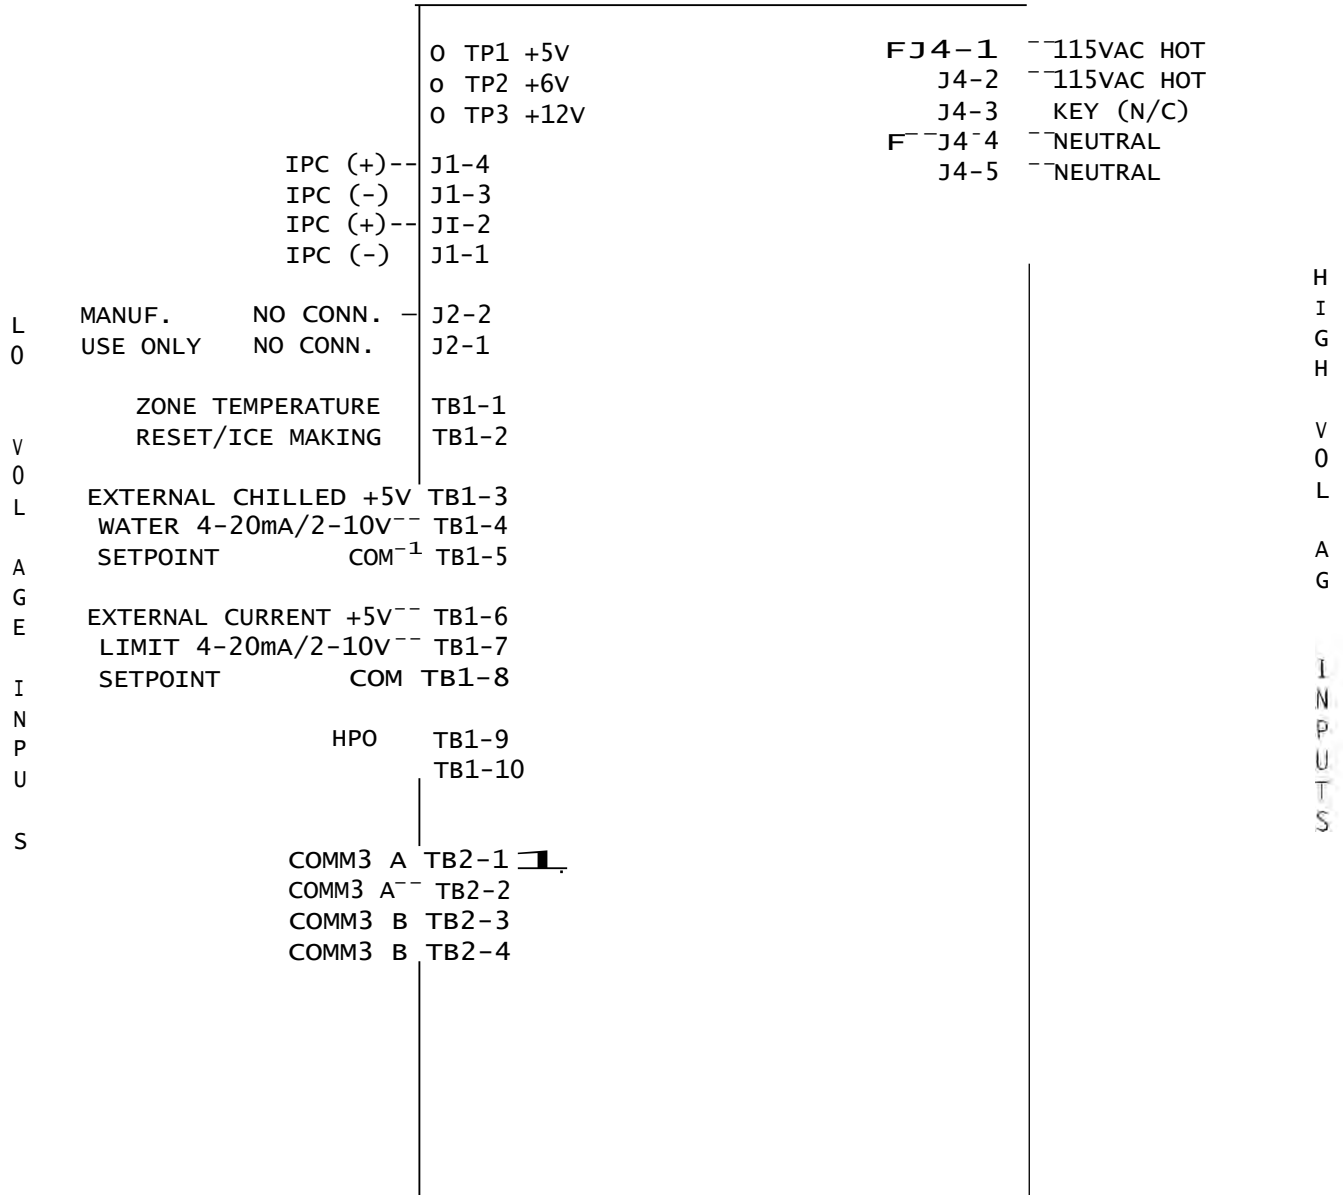 O TP1 +5V
o TP2 +6V
O TP3 +12V
FJ4-1 --115VAC HOT
J4-2 --115VAC HOT
J4-3 KEY (N/C)
F--J4-4 --NEUTRAL
J4-5 --NEUTRAL
IPC (+)-- J1-4
IPC (-) J1-3
IPC (+)-- JI-2
IPC (-) J1-1
MANUF. NO CONN. - J2-2
USE ONLY NO CONN. J2-1
ZONE TEMPERATURE TB1-1
RESET/ICE MAKING TB1-2
EXTERNAL CHILLED +5V TB1-3
WATER 4-20mA/2-10V-- TB1-4
SETPOINT COM-1 TB1-5
EXTERNAL CURRENT +5V-- TB1-6
LIMIT 4-20mA/2-10V-- TB1-7
SETPOINT COM TB1-8
HPO TB1-9
TB1-10
COMM3 A TB2-1
COMM3 A-- TB2-2
COMM3 B TB2-3
COMM3 B TB2-4
L
O
V
O
L
A
G
E
I
N
P
U
S
H
I
G
H
V
O
L
A
G
I
N
P
U
T
S